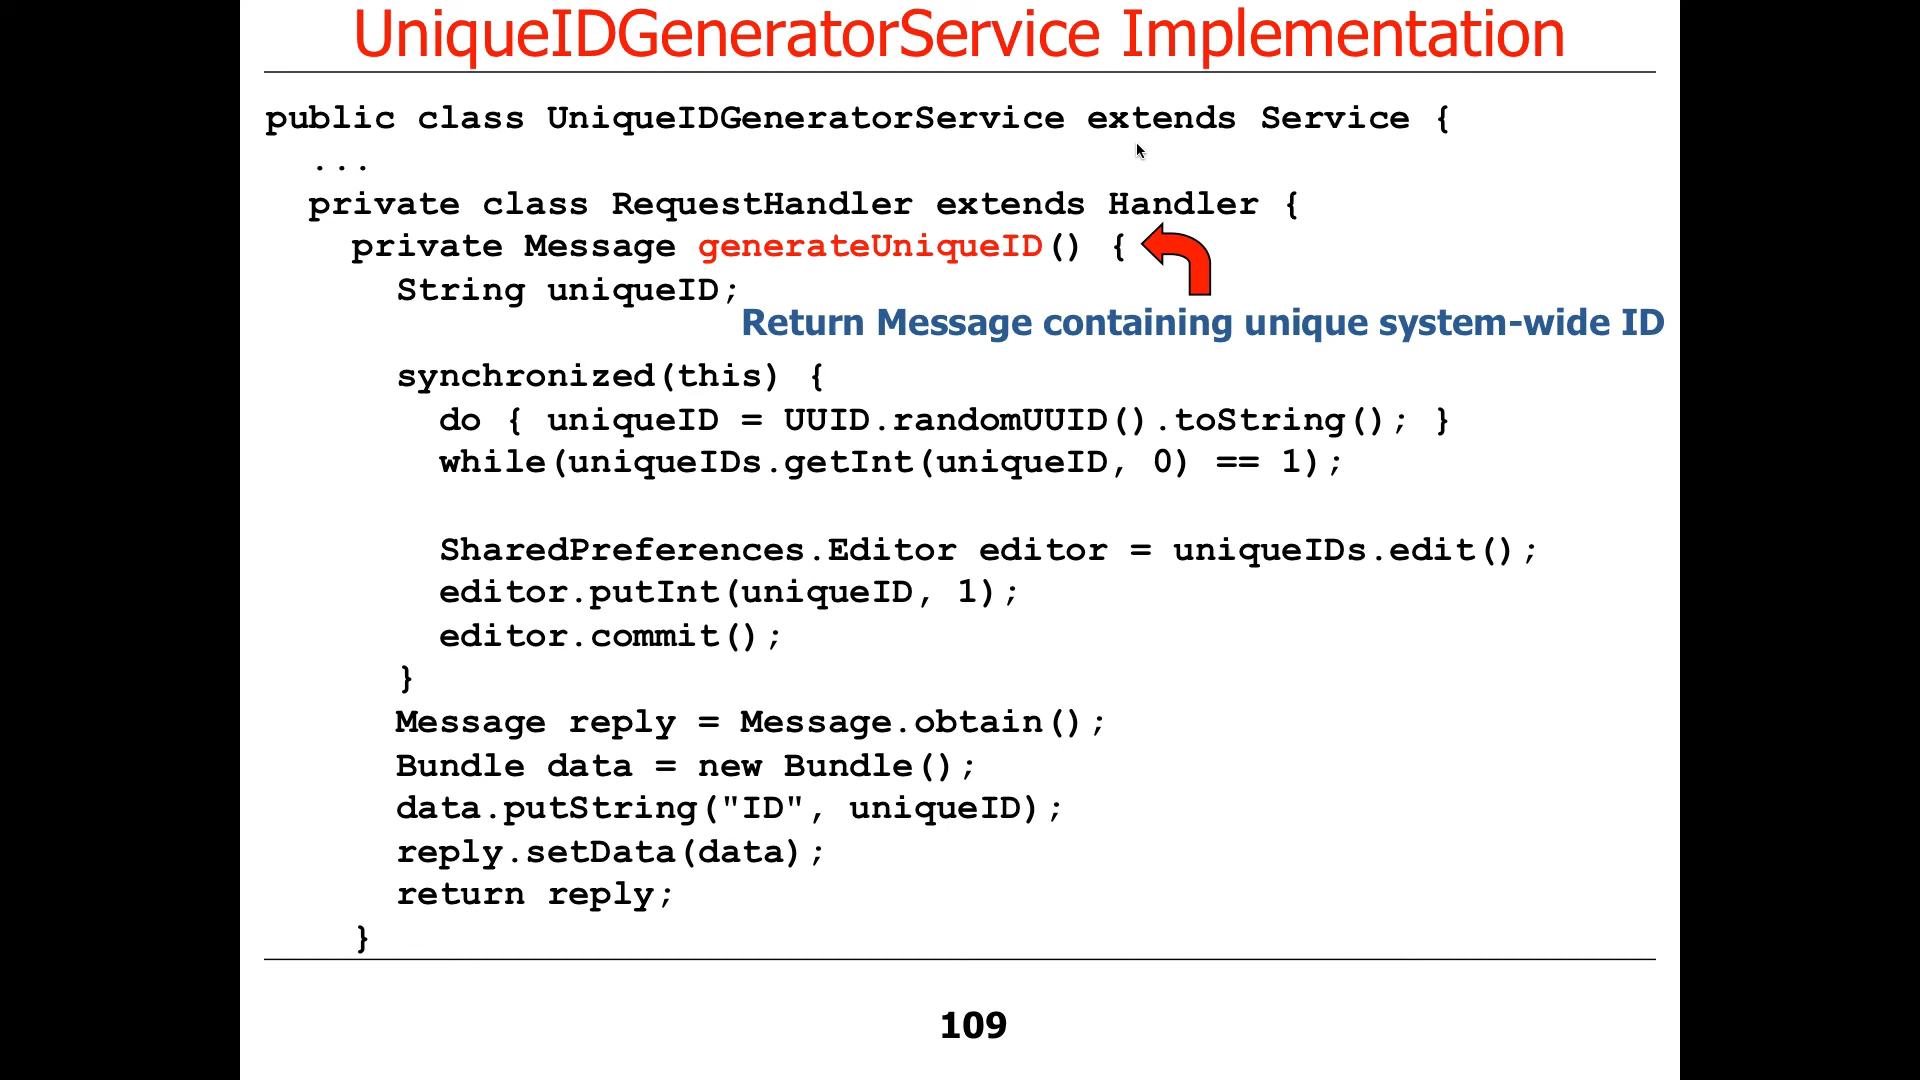 UniqueIDGeneratorService Implementation
public class UniqueIDGeneratorService extends Service {
...
private class RequestHandler extends Handler {
private Message generateUniqueID() {
String uniqueID;
Return Message containing unique system-wide ID
synchronized(this) {
do { uniqueID = UUID.randomUUID().toString(); }
while(uniqueIDs.getInt(uniqueID, 0) == 1);
SharedPreferences.Editor editor = uniqueIDs.edit();
editor.putInt(uniqueID, 1);
editor.commit();
}
Message reply = Message.obtain();
Bundle data = new Bundle();
data.putString("ID", uniqueID);
reply.setData(data);
return reply;
}
109